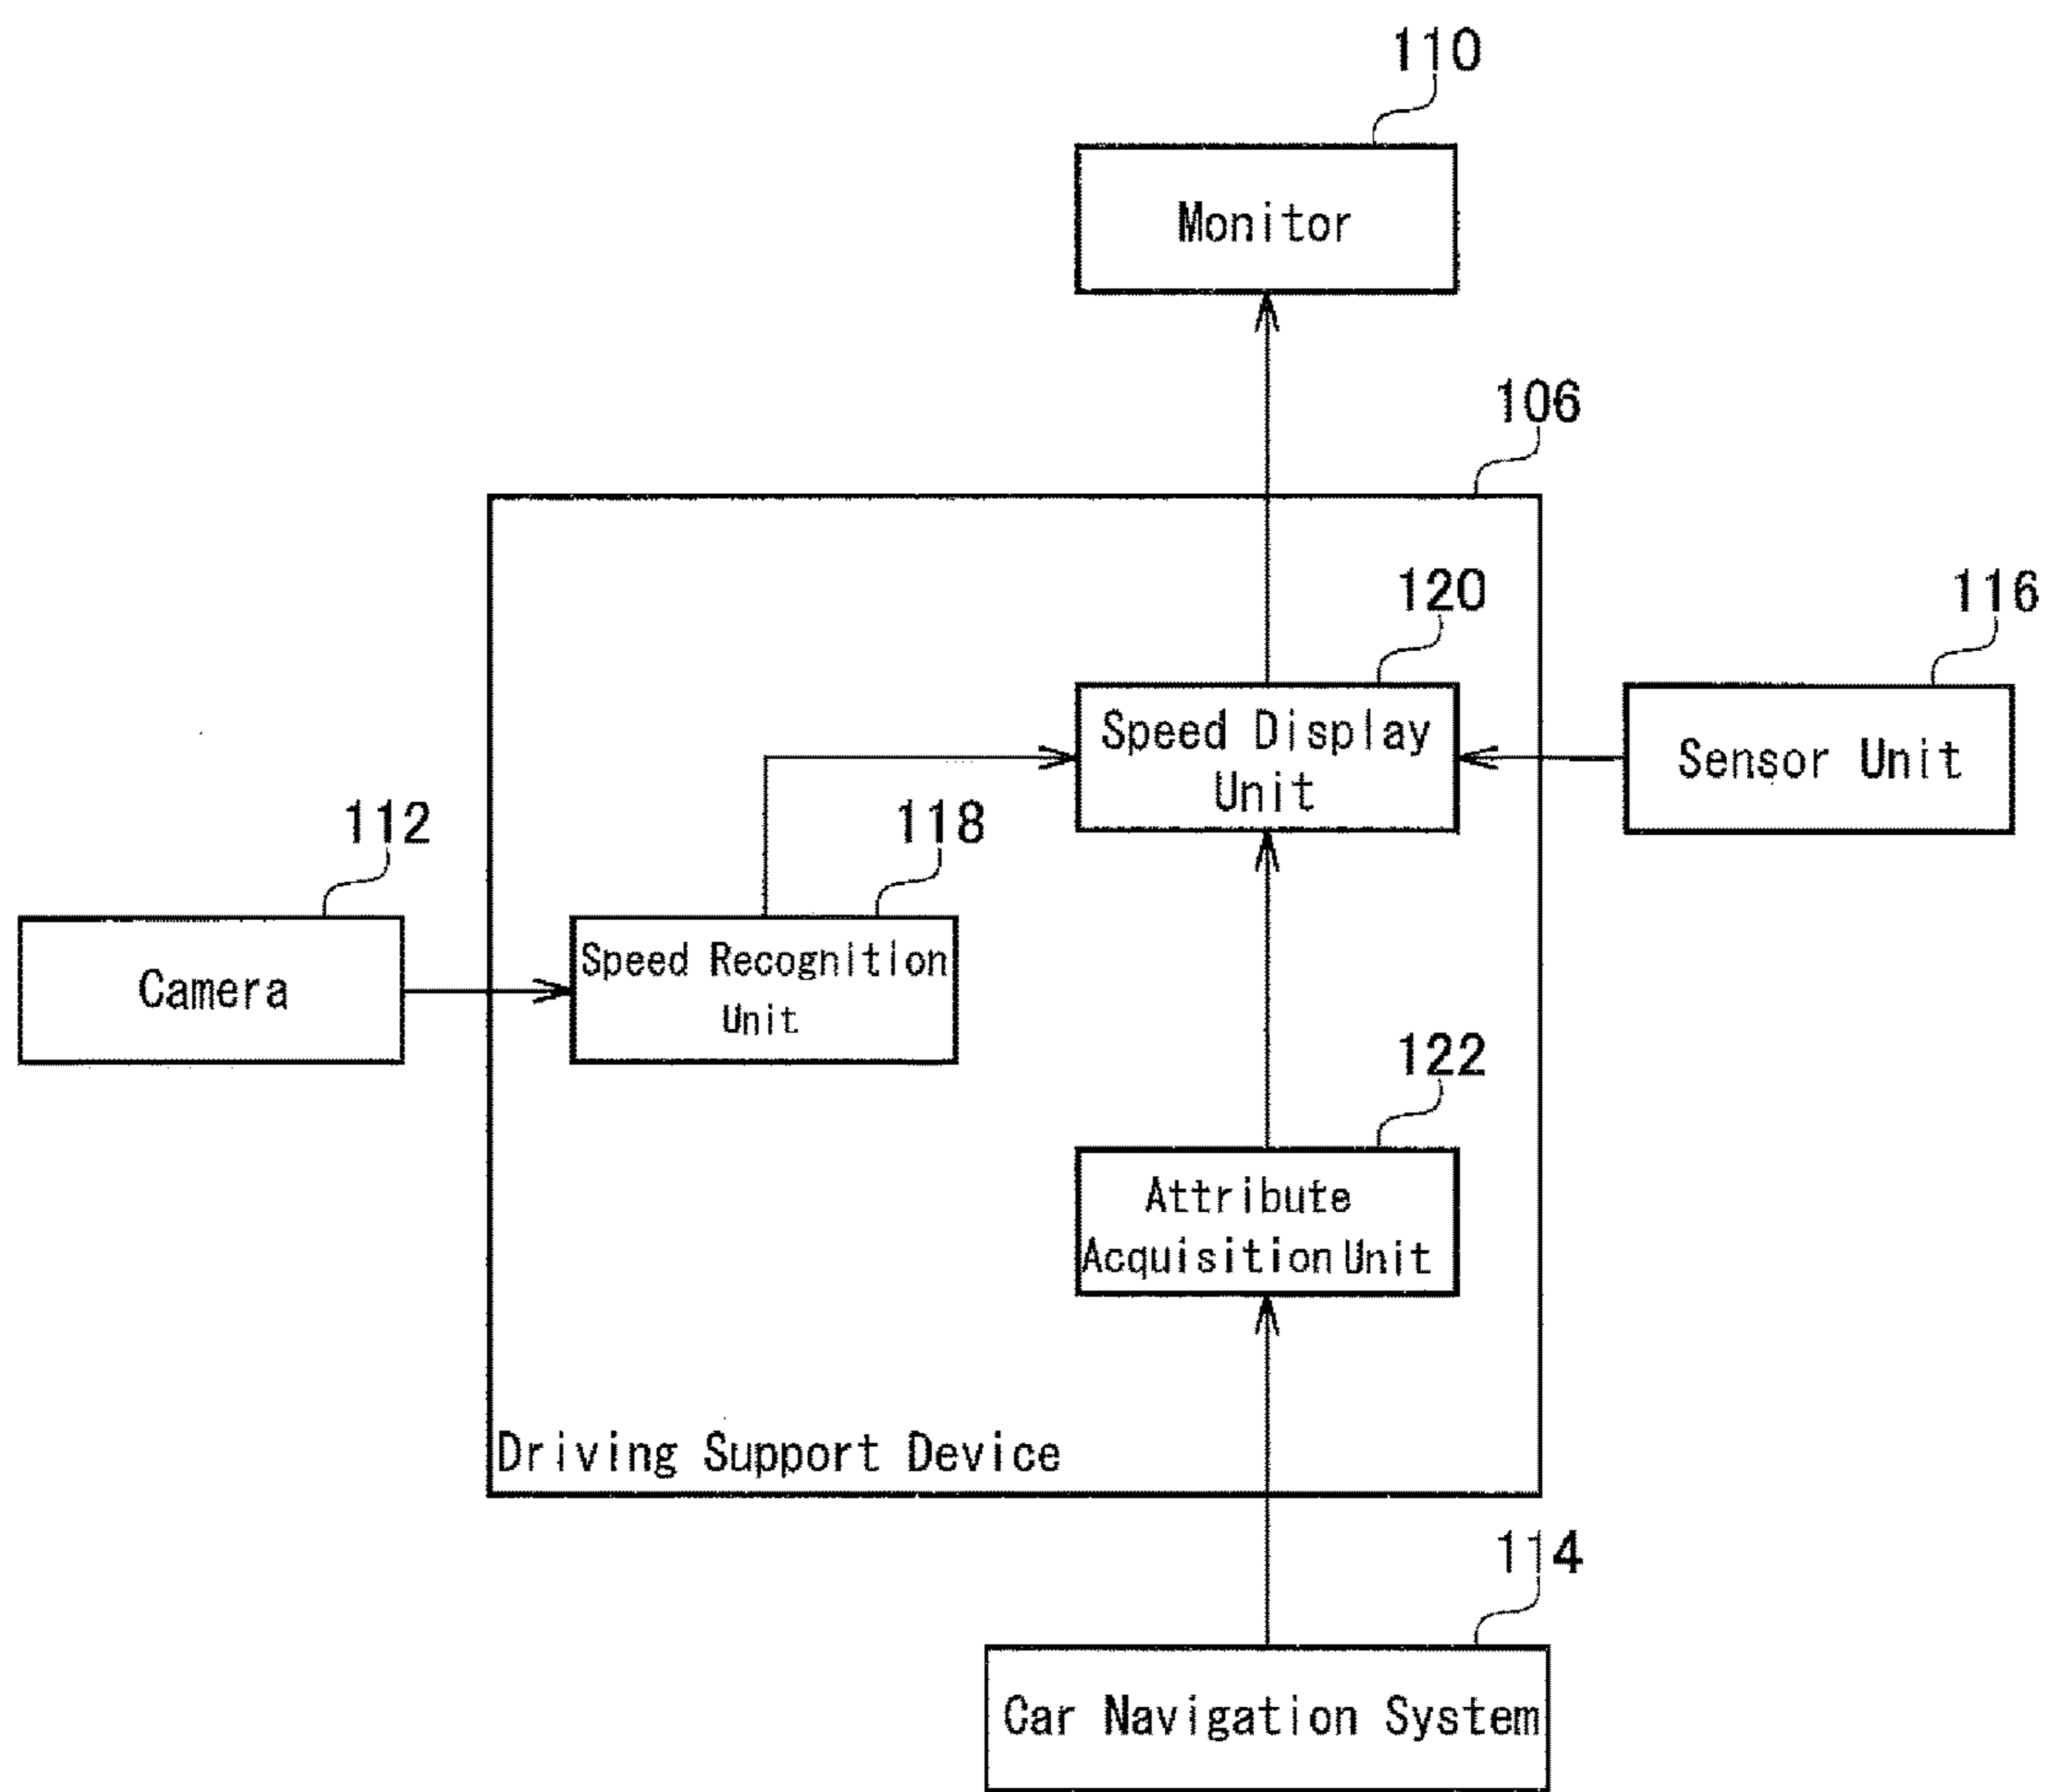 110
Monitor
106
120
116
Speed Display
Unit
Sensor Unit
112
118
Camera
Speed Recognition
Unit
122
Attribute
Acquisition Unit
Driving Support Device
114
Car Navigation System